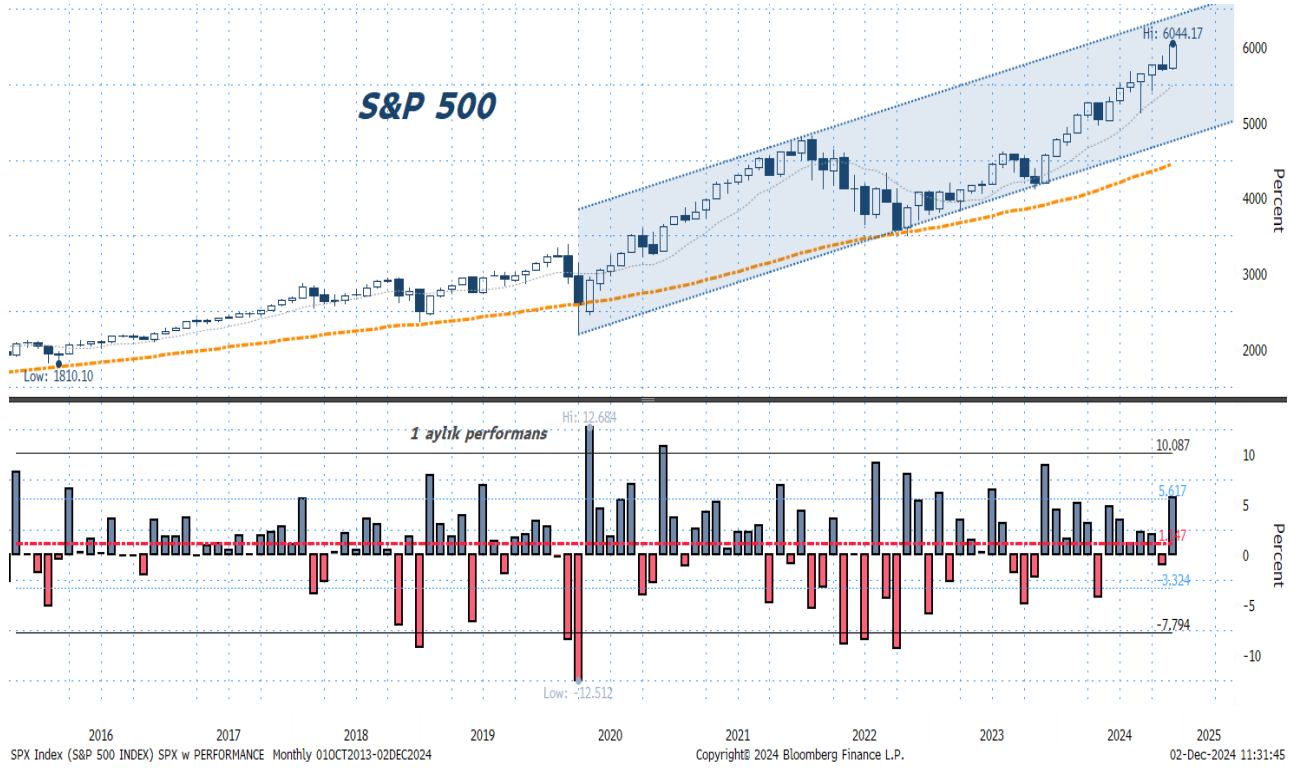 Hi: 6044.17
6000
S&P 500
5000
Percent
4000
3000
2000
Low: 1810.10
Hi: 12.684
1 aylık performans
10.087
10
5.617
5
Percent
0
-3.324
-5
-7.794
-10
Low: -12.512
2016 2017 2018 2019 2020 2021 2022 2023 2024 2025
SPX Index (S&P 500 INDEX) SPX w PERFORMANCE Monthly 01OCT2013-02DEC2024 Copyright© 2024 Bloomberg Finance L.P. 02-Dec-2024 11:31:45